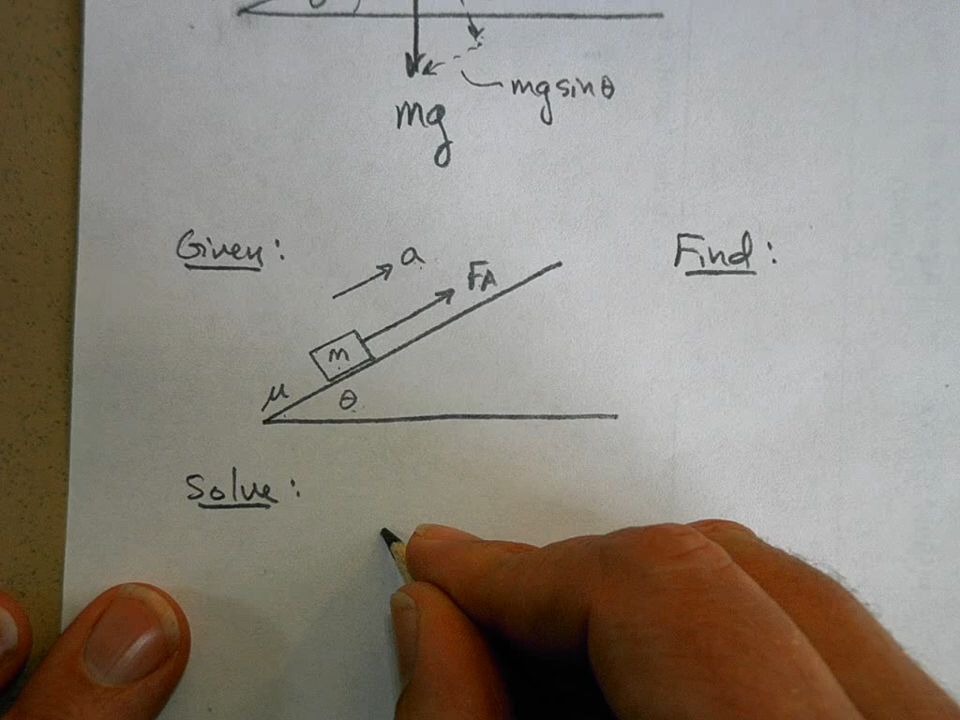 θ
mg sin θ
mg
Given:
a
Find:
FA
m
μ
θ
Solve: